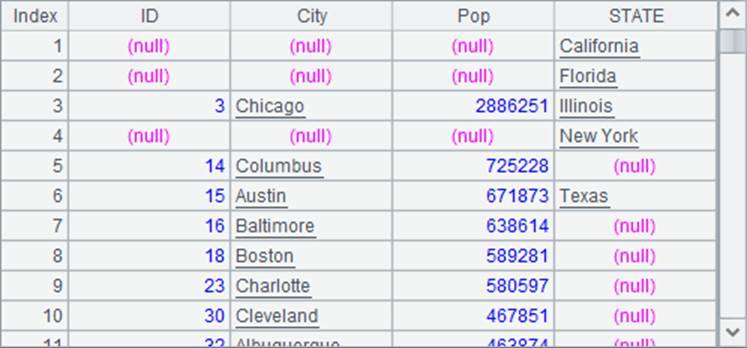 Index ID City Pop STATE
1 (null) (null) (null) California
2 (null) (null) (null) Florida
3 3 Chicago 2886251 Illinois
4 (null) (null) (null) New York
5 14 Columbus 725228 (null)
6 15 Austin 671873 Texas
7 16 Baltimore 638614 (null)
8 18 Boston 589281 (null)
9 23 Charlotte 580597 (null)
10 30 Cleveland 467851 (null)
11 32 Albuquerque 463874 (null)